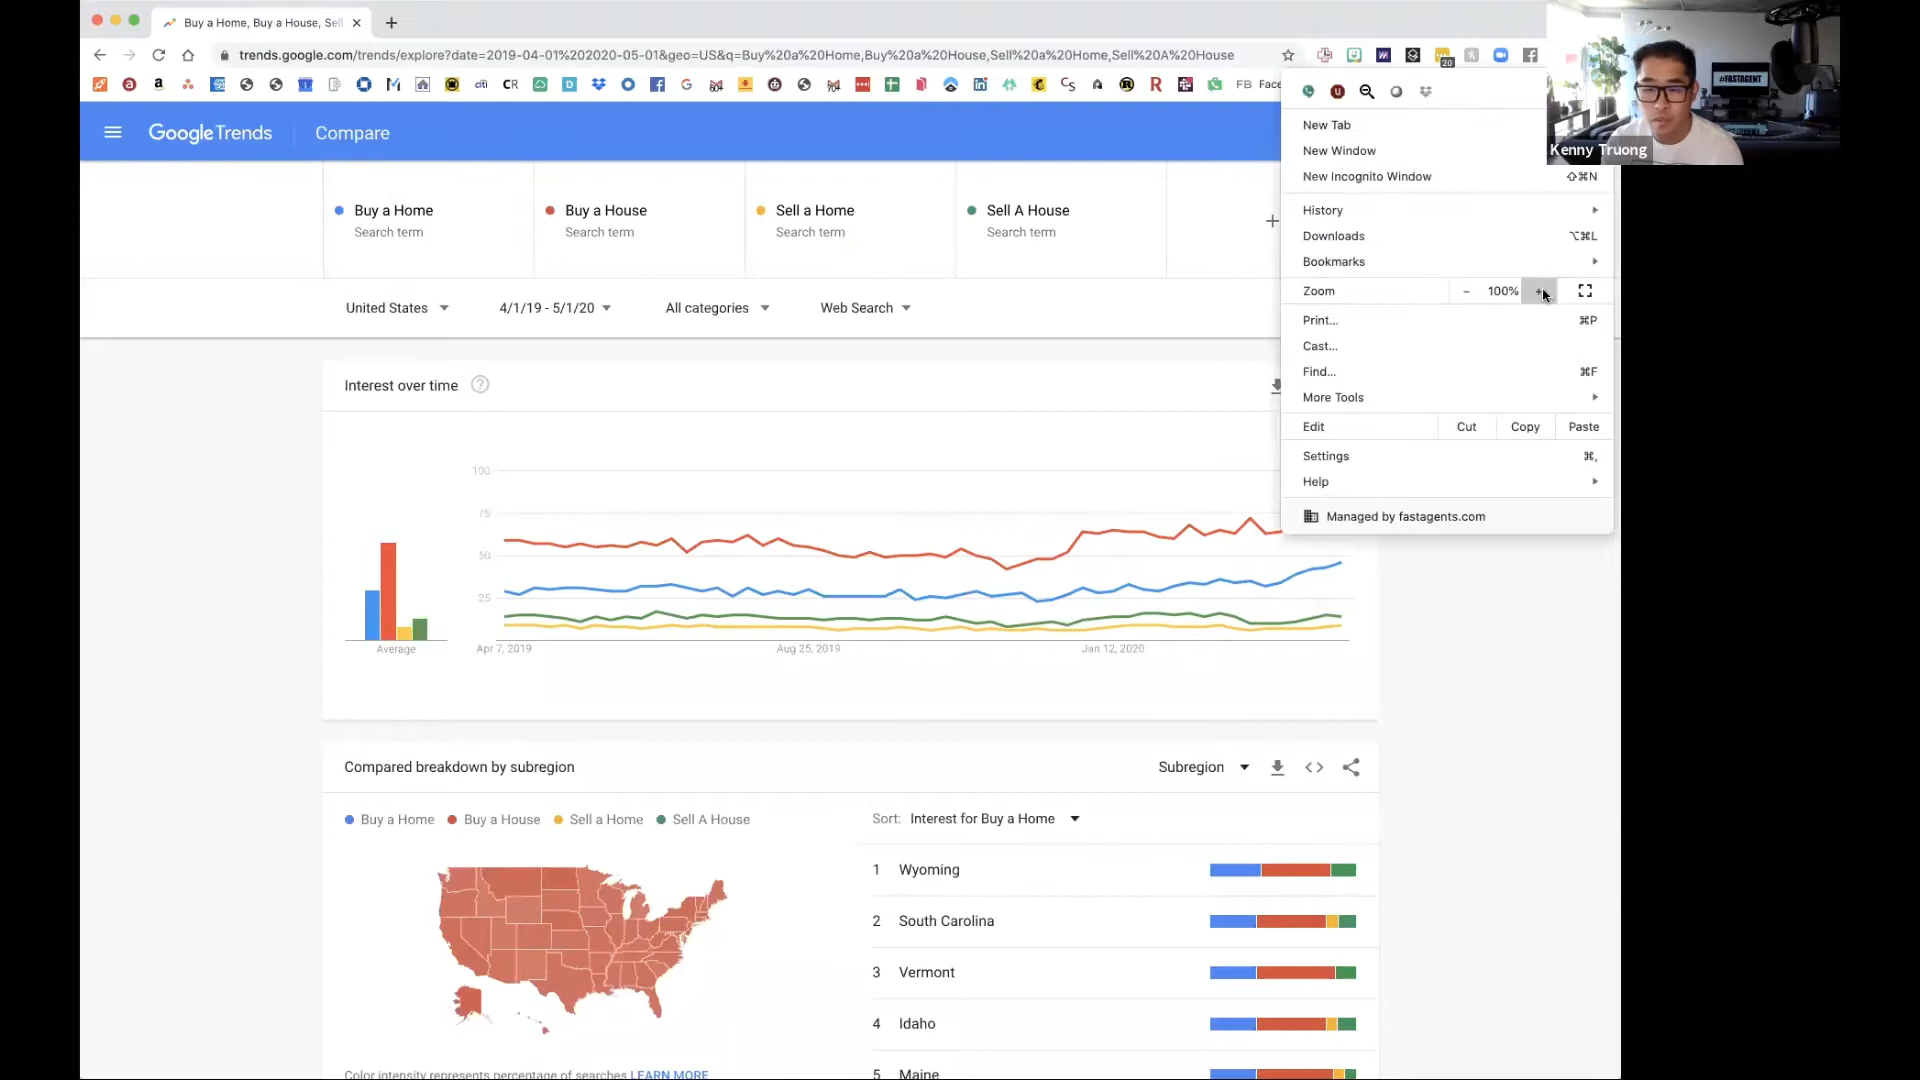 Buy a Home, Buy a House, Sell
trends.google.com/trends/explore?date=2019-04-01%202020-05-01&geo=US&q=Buy%20a%20Home,Buy%20a%20House,Sell%20a%20Home,Sell%20A%20House
20
citi
CR
D
G
CS
R
FB Face
#FASTAGENT
Kenny Truong
Google Trends
Compare
New Tab
New Window
New Incognito Window ⇧⌘N
History
Downloads ⌥⌘L
Bookmarks
Zoom - 100% +
Print... ⌘P
Cast...
Find... ⌘F
More Tools
Edit Cut Copy Paste
Settings ⌘,
Help
Managed by fastagents.com
Buy a Home
Search term
Buy a House
Search term
Sell a Home
Search term
Sell A House
Search term
United States
4/1/19 - 5/1/20
All categories
Web Search
Interest over time
100
75
50
25
Average
Apr 7, 2019
Aug 25, 2019
Jan 12, 2020
Compared breakdown by subregion
Subregion
Buy a Home Buy a House Sell a Home Sell A House
Sort: Interest for Buy a Home
1 Wyoming
2 South Carolina
3 Vermont
4 Idaho
5 Maine
Color intensity represents percentage of searches LEARN MORE